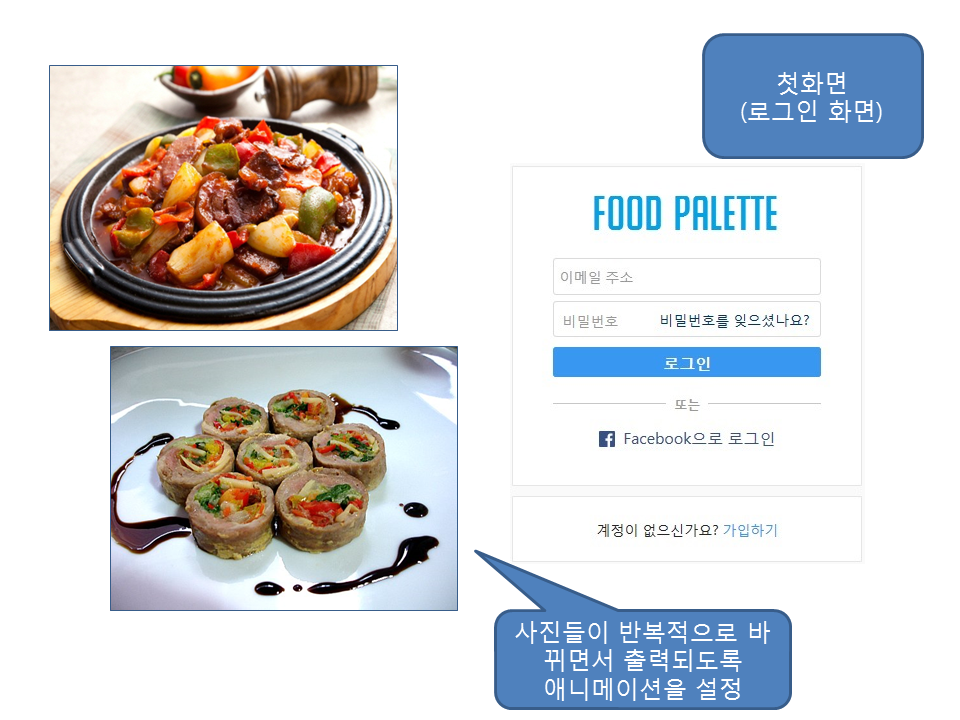 첫화면
(로그인 화면)
FOOD PALETTE
이메일 주소
비밀번호 비밀번호를 잊으셨나요?
로그인
또는
Facebook으로 로그인
계정이 없으신가요? 가입하기
사진들이 반복적으로 바
뀌면서 출력되도록
애니메이션을 설정